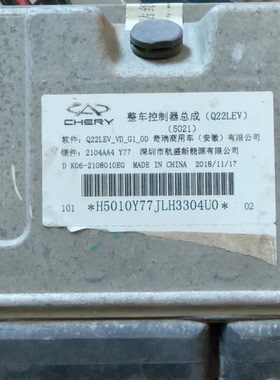 CHERY
整车控制器总成(Q22LEV)
(5021)
软件: Q22LEV_VD_G1_00 奇瑞商用车(安徽)有限公司
硬件: 2104AA4 Y77 深圳市航盛新能源有限公司
D K06-2108010EG MADE IN CHINA 2018/11/17
101 *H5010Y77JLH3304U0* 02